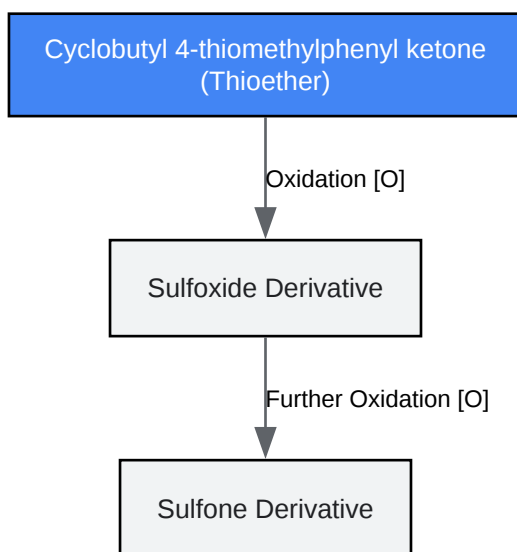 Cyclobutyl 4-thiomethylphenyl ketone
(Thioether)
Oxidation [O]
Sulfoxide Derivative
Further Oxidation [O]
Sulfone Derivative